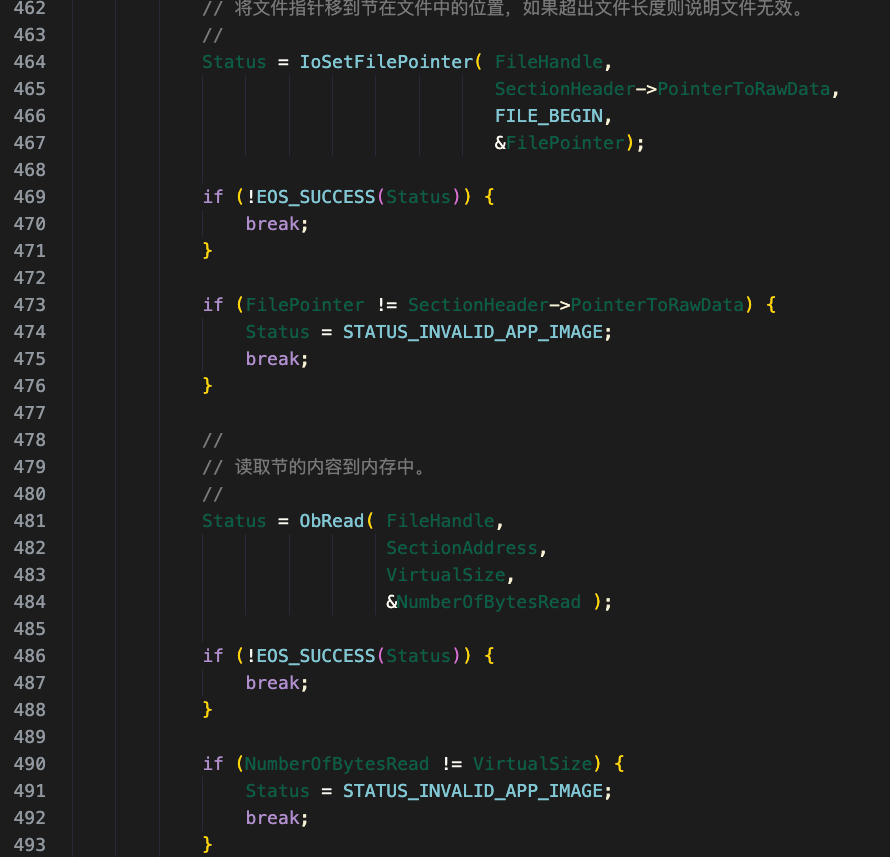 462 // 将文件指针移到节在文件中的位置，如果超出文件长度则说明文件无效。
463 //
464 Status = IoSetFilePointer( FileHandle,
465 SectionHeader->PointerToRawData,
466 FILE_BEGIN,
467 &FilePointer);
468
469 if (!EOS_SUCCESS(Status)) {
470 break;
471 }
472
473 if (FilePointer != SectionHeader->PointerToRawData) {
474 Status = STATUS_INVALID_APP_IMAGE;
475 break;
476 }
477
478 //
479 // 读取节的内容到内存中。
480 //
481 Status = ObRead( FileHandle,
482 SectionAddress,
483 VirtualSize,
484 &NumberOfBytesRead );
485
486 if (!EOS_SUCCESS(Status)) {
487 break;
488 }
489
490 if (NumberOfBytesRead != VirtualSize) {
491 Status = STATUS_INVALID_APP_IMAGE;
492 break;
493 }